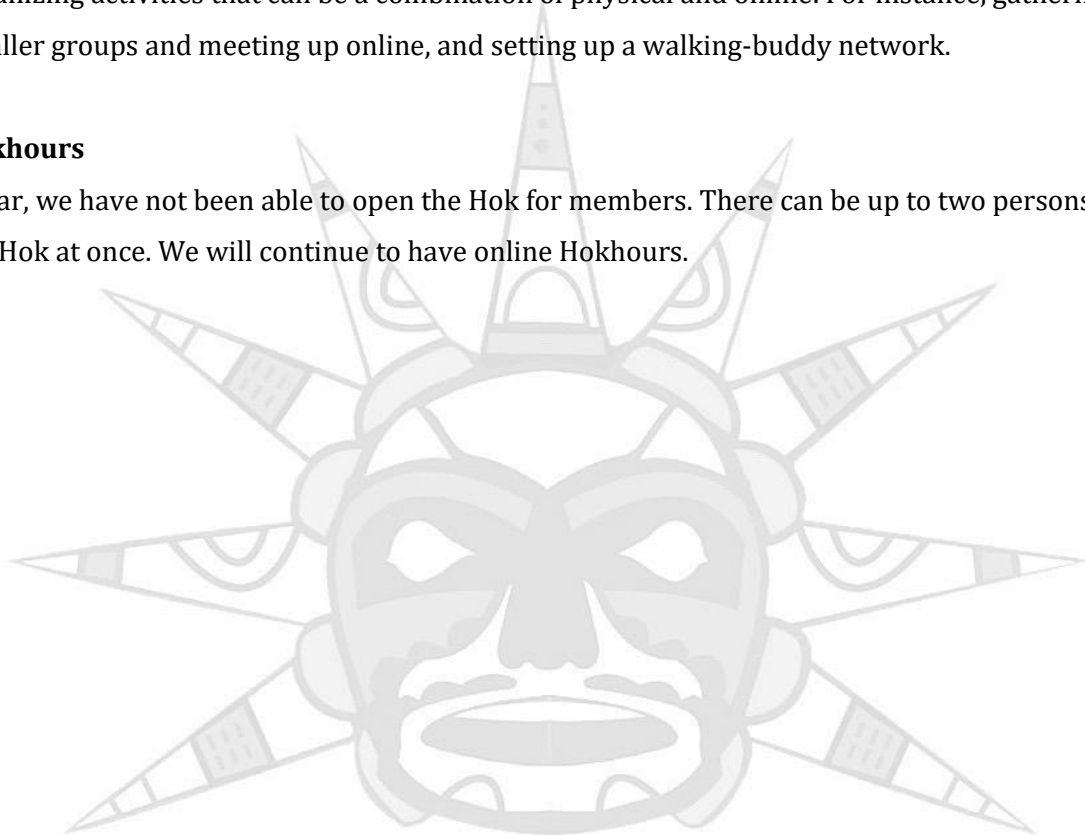 anizing activities that can be a combination of physical and online. For instance, gathern
aller groups and meeting up online, and setting up a walking-buddy network.
khours
ar, we have not been able to open the Hok for members. There can be up to two persons
Hok at once. We will continue to have online Hokhours.